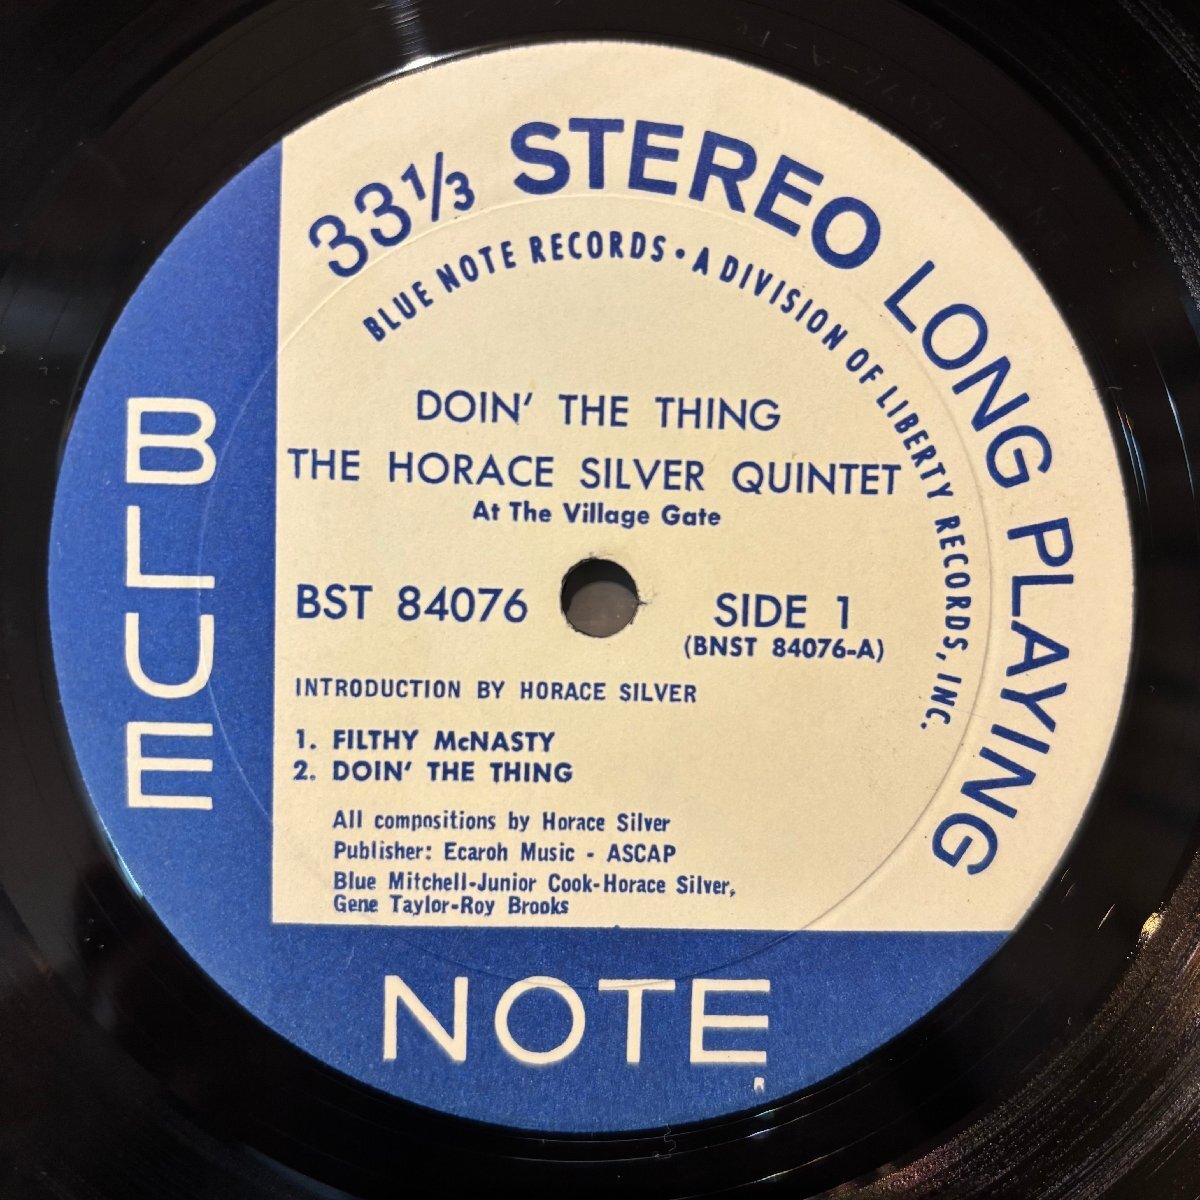 33⅓ STEREO LONG PLAYING
BLUE NOTE RECORDS • A DIVISION OF LIBERTY RECORDS, INC.
DOIN' THE THING
THE HORACE SILVER QUINTET
At The Village Gate
BST 84076
SIDE 1
(BNST 84076-A)
INTRODUCTION BY HORACE SILVER
1. FILTHY McNASTY
2. DOIN' THE THING
All compositions by Horace Silver
Publisher: Ecaroh Music - ASCAP
Blue Mitchell-Junior Cook-Horace Silver,
Gene Taylor-Roy Brooks
BLUE
NOTE
R